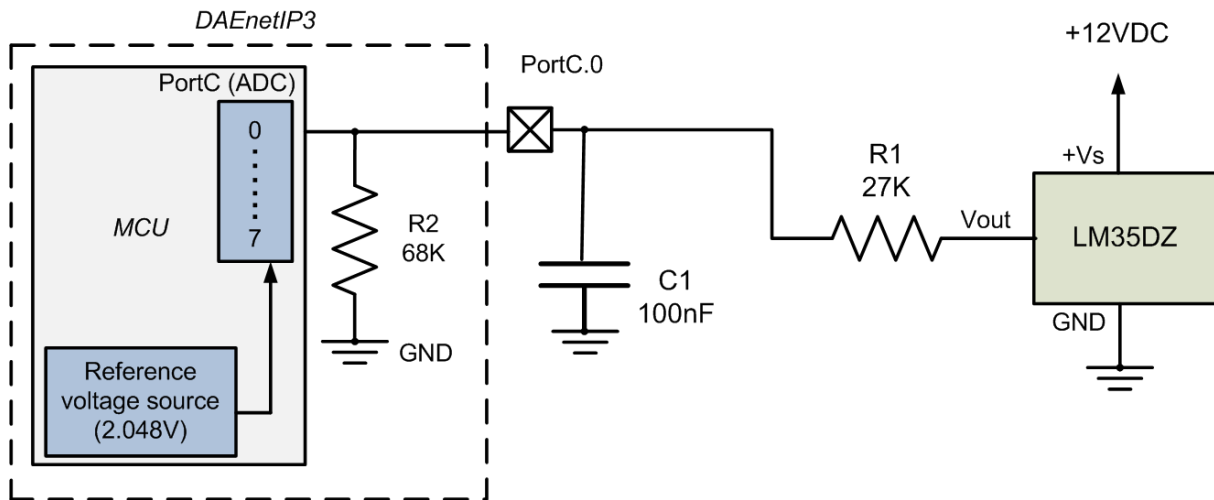 DAEnetIP3
PortC (ADC)
0
7
MCU
Reference
voltage source
(2.048V)
R2
68K
GND
PortC.0
C1
100nF
R1
27K
Vout
+12VDC
+Vs
LM35DZ
GND